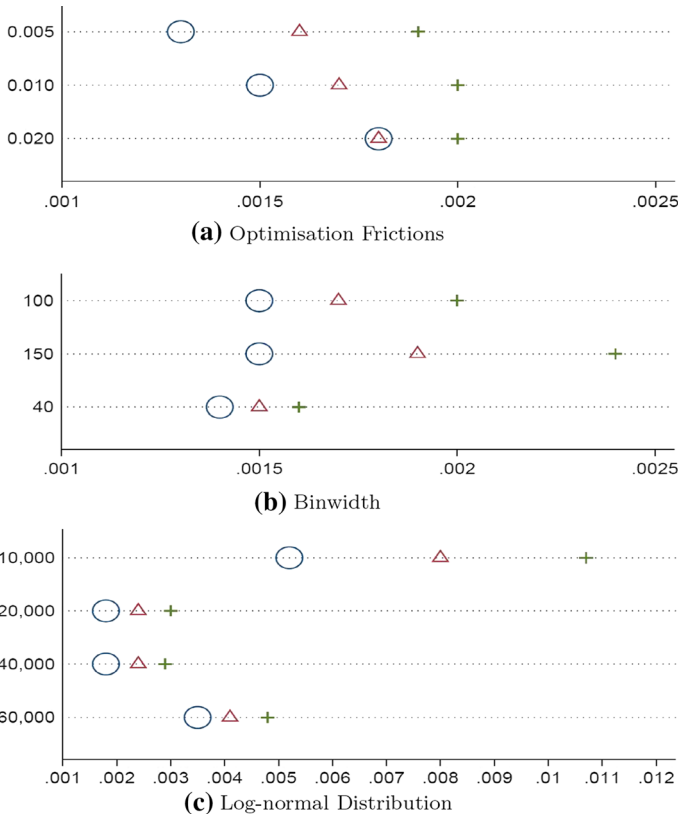 0.005
0.010
0.020
.001 .0015 .002 .0025
(a) Optimisation Frictions
100
150
40
.001 .0015 .002 .0025
(b) Binwidth
10,000
20,000
40,000
60,000
.001 .002 .003 .004 .005 .006 .007 .008 .009 .01 .011 .012
(c) Log-normal Distribution